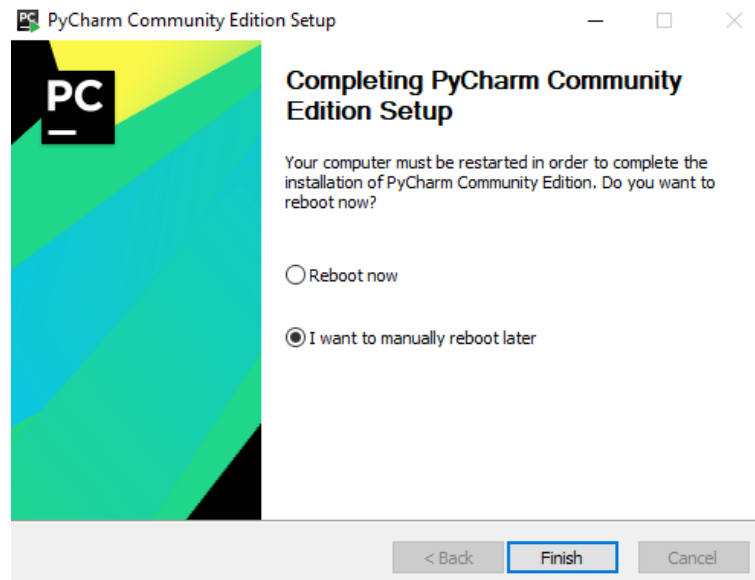 PyCharm Community Edition Setup
PC
Completing PyCharm Community
Edition Setup
Your computer must be restarted in order to complete the
installation of PyCharm Community Edition. Do you want to
reboot now?
Reboot now
I want to manually reboot later
< Back
Finish
Cancel